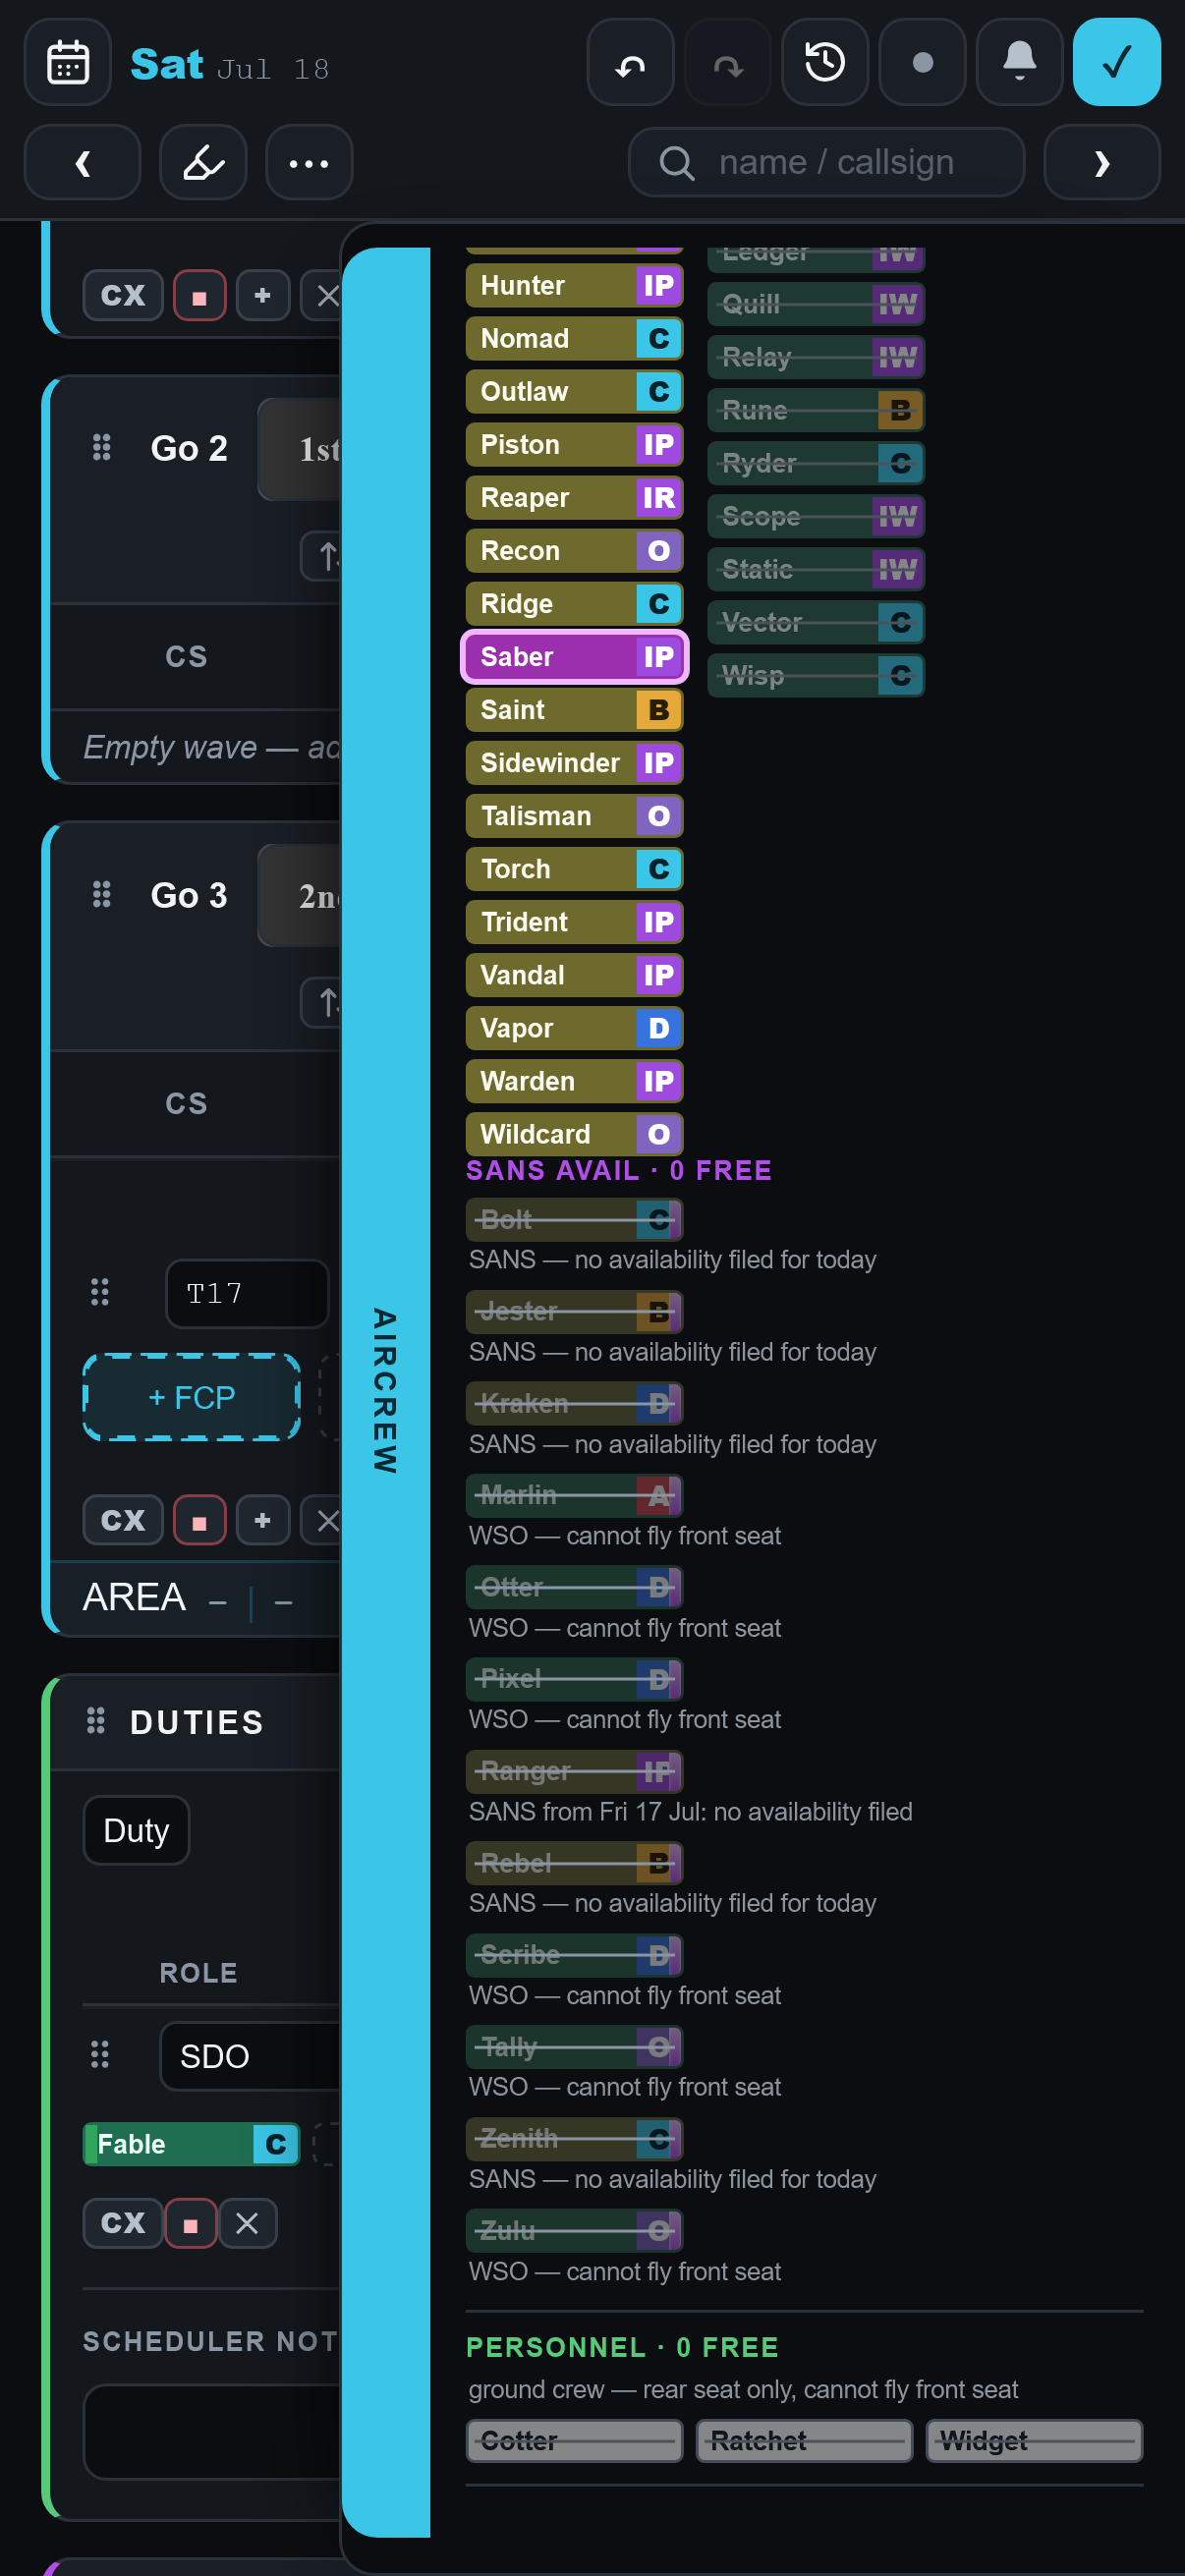 Sat Jul 18
name / callsign
CX
Go 2
1st
CS
Empty wave —
Go 3
CS
T17
+ FCP
CX
AREA – | –
DUTIES
Duty
ROLE
SDO
Fable C
CX
SCHEDULER
AIRCREW
Hunter IP
Nomad C
Outlaw C
Piston IP
Reaper IR
Recon O
Ridge C
Saber IP
Saint B
Sidewinder IP
Talisman O
Torch C
Trident IP
Vandal IP
Vapor D
Warden IP
Wildcard O
Ledger IW
Quill IW
Relay IW
Rune B
Ryder C
Scope IW
Static IW
Vector C
Wisp C
SANS AVAIL · 0 FREE
Bolt C
SANS — no availability filed for today
Jester B
SANS — no availability filed for today
Kraken D
SANS — no availability filed for today
Marlin A
WSO — cannot fly front seat
Otter D
WSO — cannot fly front seat
Pixel D
WSO — cannot fly front seat
Ranger IP
SANS from Fri 17 Jul: no availability filed
Rebel B
SANS — no availability filed for today
Scribe D
WSO — cannot fly front seat
Tally O
WSO — cannot fly front seat
Zenith C
SANS — no availability filed for today
Zulu O
WSO — cannot fly front seat
PERSONNEL · 0 FREE
ground crew — rear seat only, cannot fly front seat
Cotter
Ratchet
Widget